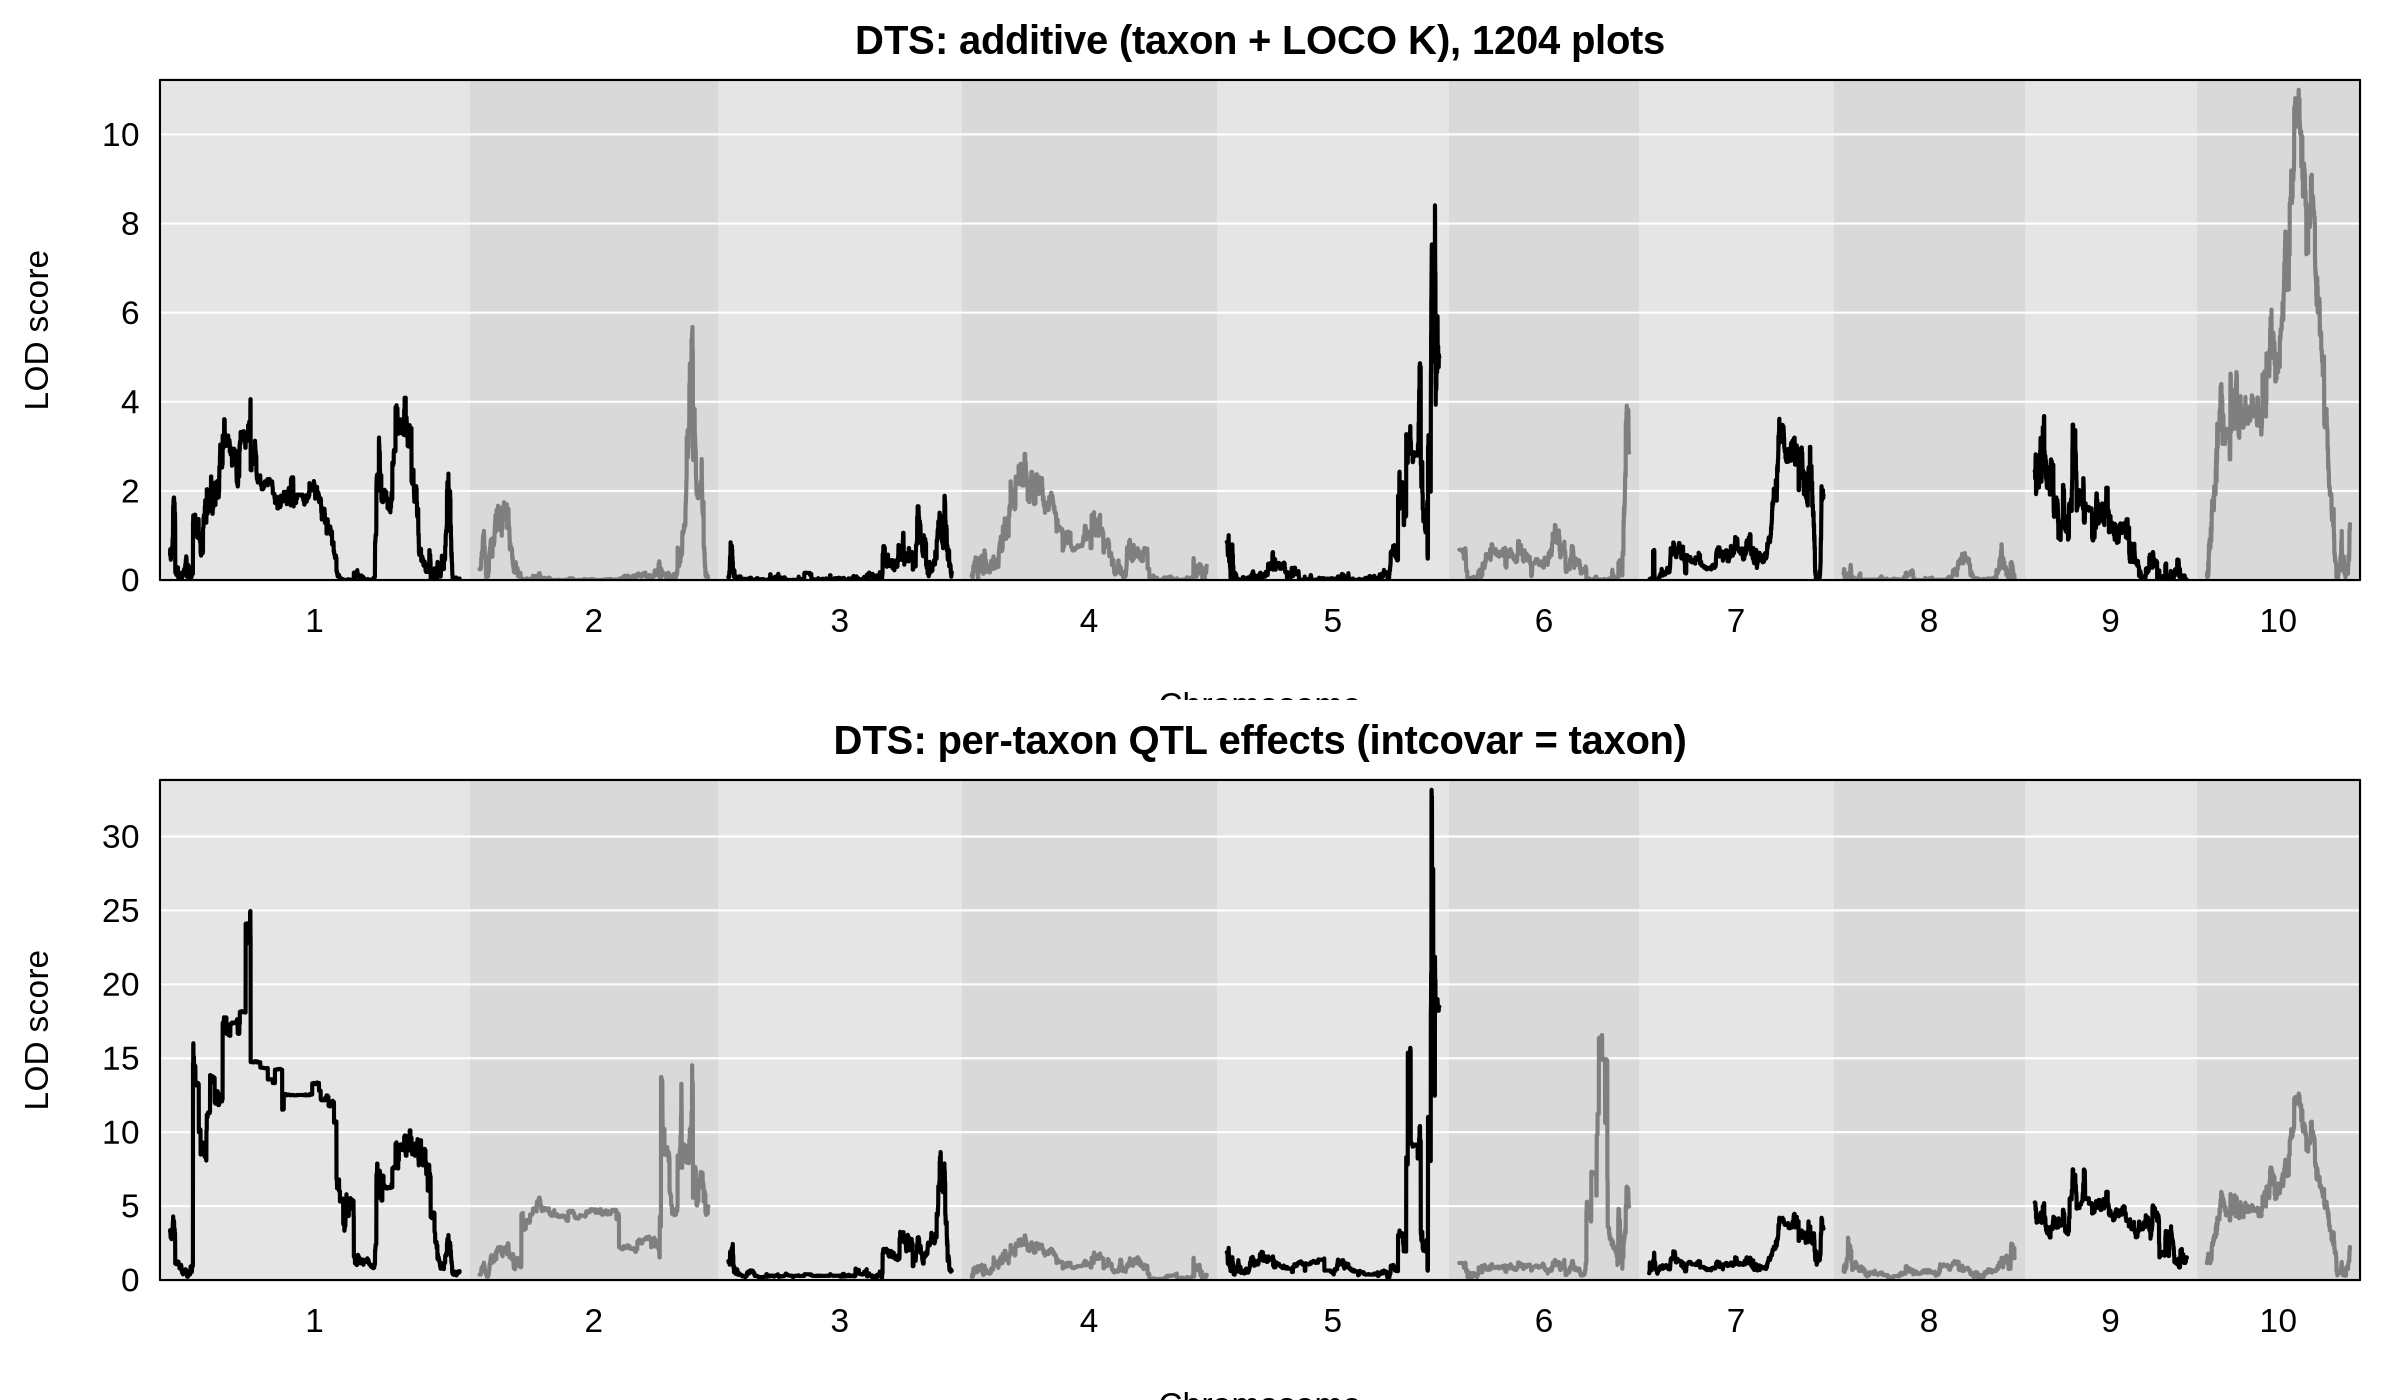 DTS: additive (taxon + LOCO K), 1204 plots
LOD score
10
8
6
4
2
0
1 2 3 4 5 6 7 8 9 10
Chromosome
DTS: per-taxon QTL effects (intcovar = taxon)
LOD score
30
25
20
15
10
5
0
1 2 3 4 5 6 7 8 9 10
Chromosome